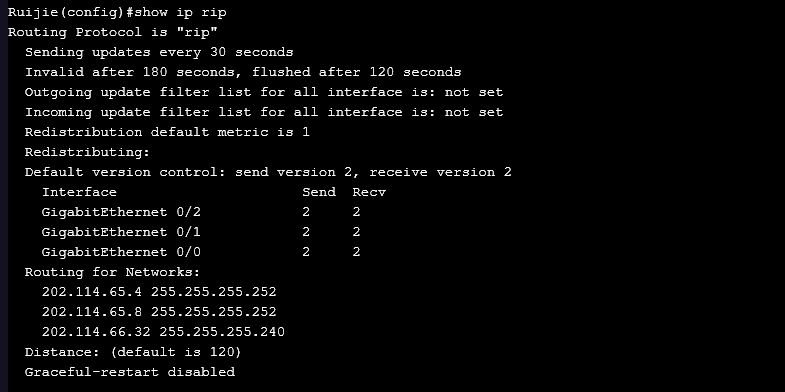 Ruijie(config)#show ip rip
Routing Protocol is "rip"
  Sending updates every 30 seconds
  Invalid after 180 seconds, flushed after 120 seconds
  Outgoing update filter list for all interface is: not set
  Incoming update filter list for all interface is: not set
  Redistribution default metric is 1
  Redistributing:
  Default version control: send version 2, receive version 2
    Interface                      Send  Recv
    GigabitEthernet 0/2            2     2
    GigabitEthernet 0/1            2     2
    GigabitEthernet 0/0            2     2
  Routing for Networks:
    202.114.65.4 255.255.255.252
    202.114.65.8 255.255.255.252
    202.114.66.32 255.255.255.240
  Distance: (default is 120)
  Graceful-restart disabled